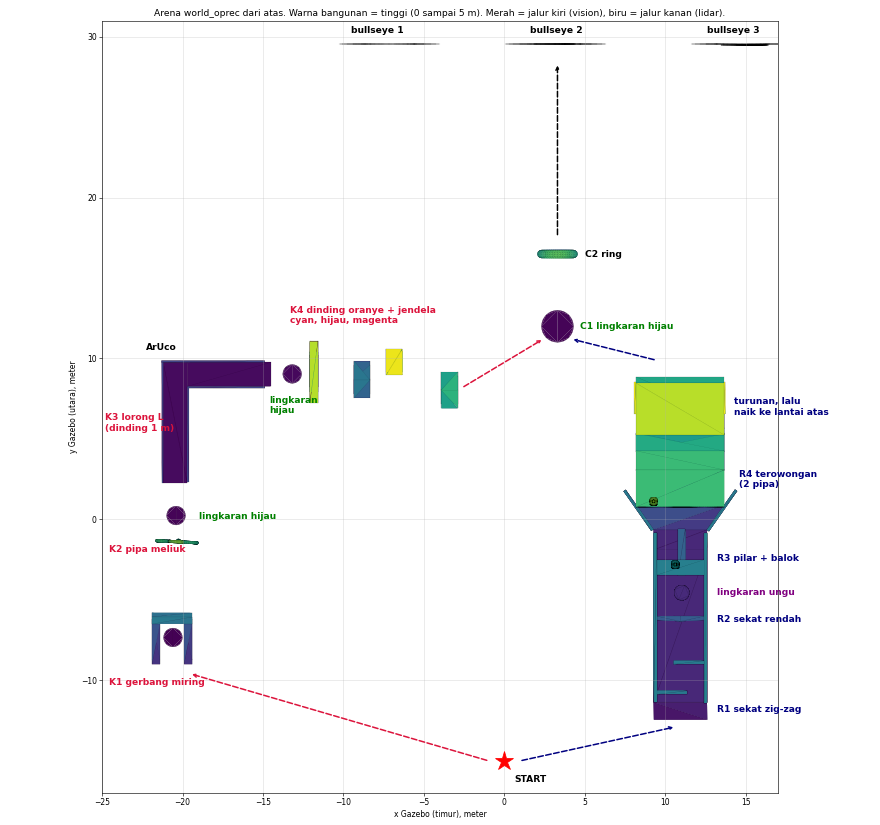 Arena world_oprec dari atas. Warna bangunan = tinggi (0 sampai 5 m). Merah = jalur kiri (vision), biru = jalur kanan (lidar).
bullseye 1
bullseye 2
bullseye 3
30
20
C2 ring
K4 dinding oranye + jendela
cyan, hijau, magenta
C1 lingkaran hijau
ArUco
10
lingkaran
hijau
turunan, lalu
naik ke lantai atas
K3 lorong L
(dinding 1 m)
y Gazebo (utara), meter
R4 terowongan
(2 pipa)
lingkaran hijau
0
K2 pipa meliuk
R3 pilar + balok
lingkaran ungu
R2 sekat rendah
−10
K1 gerbang miring
R1 sekat zig-zag
START
−25
−20
−15
−10
−5
0
5
10
15
x Gazebo (timur), meter